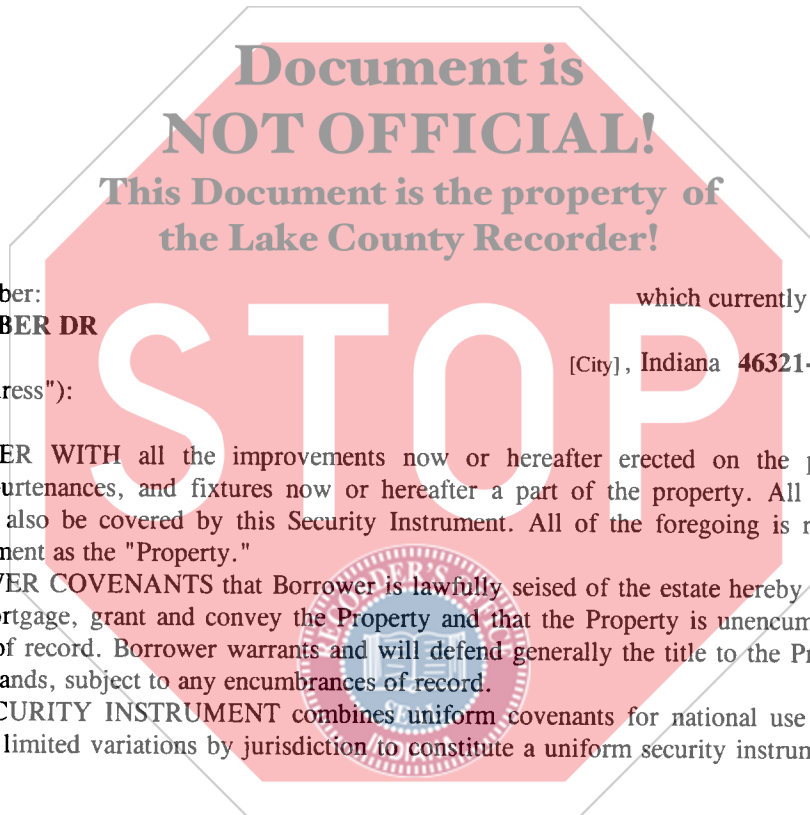 Document is
NOT OFFICIAL!
This Document is the property of
the Lake County Recorder!
ber: which currently
BER DR
[City], Indiana 46321-
ress"):
STOP
ER WITH all the improvements now or hereafter erected on the p
urtenances, and fixtures now or hereafter a part of the property. All
also be covered by this Security Instrument. All of the foregoing is r
ment as the "Property."
VER COVENANTS that Borrower is lawfully seised of the estate hereby
rtgage, grant and convey the Property and that the Property is unencum
of record. Borrower warrants and will defend generally the title to the Pr
ands, subject to any encumbrances of record.
CURITY INSTRUMENT combines uniform covenants for national use
limited variations by jurisdiction to constitute a uniform security instrum
RECORDER'S OFFICE
SEAL
INDIANA